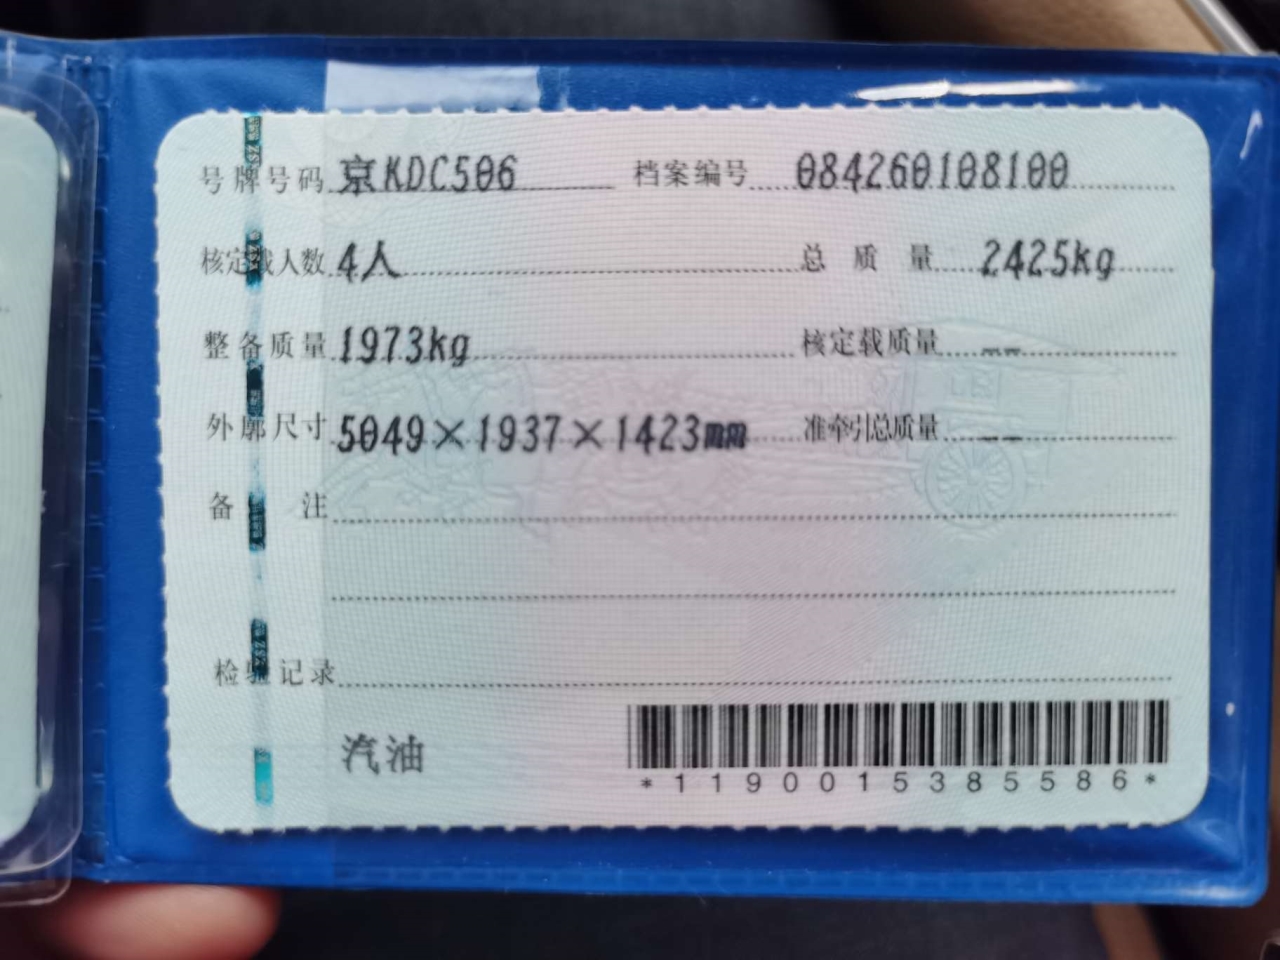 号牌号码 京KDC506 档案编号 084260108100
核定载人数 4人 总质量 2425kg
整备质量 1973kg 核定载质量 --
外廓尺寸 5049×1937×1423mm 准牵引总质量 --
备注
检验记录
汽油
*1190015385586*